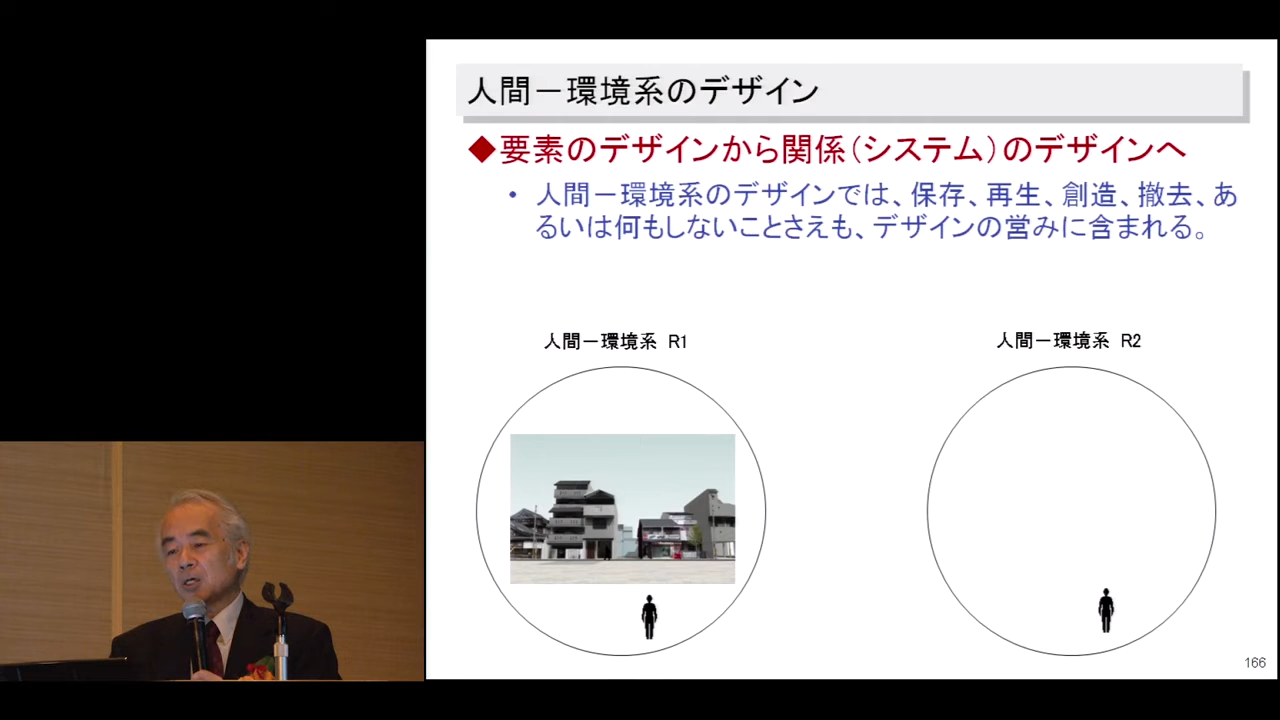 人間－環境系のデザイン
◆要素のデザインから関係（システム）のデザインへ
• 人間－環境系のデザインでは、保存、再生、創造、撤去、あ
るいは何もしないことさえも、デザインの営みに含まれる。
人間－環境系 R1
人間－環境系 R2
166